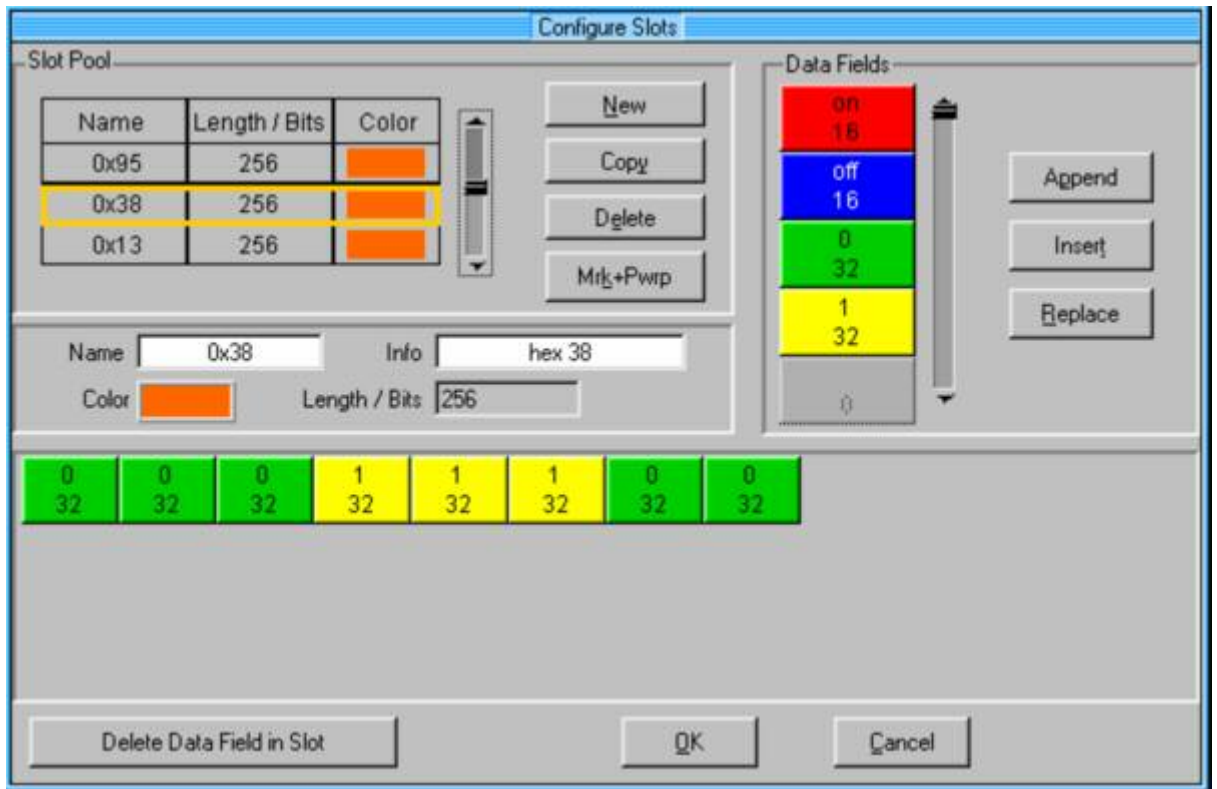 Configure Slots
Slot Pool
Name Length / Bits Color
0x95 256
0x38 256
0x13 256
New
Copy
Delete
Mrk+Pwrp
Data Fields
on
16
off
16
0
32
1
32
0
Append
Insert
Replace
Name 0x38 Info hex 38
Color Length / Bits 256
0 0 0 1 1 1 0 0
32 32 32 32 32 32 32 32
Delete Data Field in Slot OK Cancel